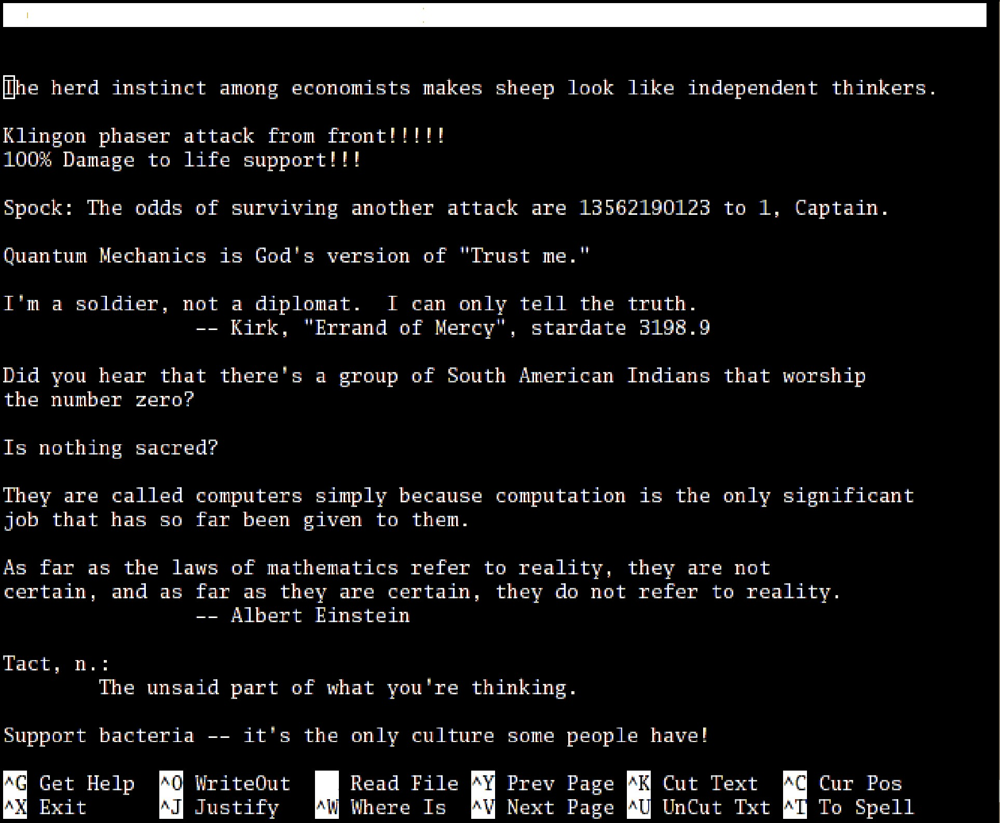 The herd instinct among economists makes sheep look like independent thinkers.
Klingon phaser attack from front!!!!!
100% Damage to life support!!!
Spock: The odds of surviving another attack are 13562190123 to 1, Captain.
Quantum Mechanics is God's version of "Trust me."
I'm a soldier, not a diplomat.  I can only tell the truth.
-- Kirk, "Errand of Mercy", stardate 3198.9
Did you hear that there's a group of South American Indians that worship
the number zero?
Is nothing sacred?
They are called computers simply because computation is the only significant
job that has so far been given to them.
As far as the laws of mathematics refer to reality, they are not
certain, and as far as they are certain, they do not refer to reality.
-- Albert Einstein
Tact, n.:
The unsaid part of what you're thinking.
Support bacteria -- it's the only culture some people have!
^G Get Help ^O WriteOut Read File ^Y Prev Page ^K Cut Text ^C Cur Pos
^X Exit ^J Justify ^W Where Is ^V Next Page ^U UnCut Txt ^T To Spell